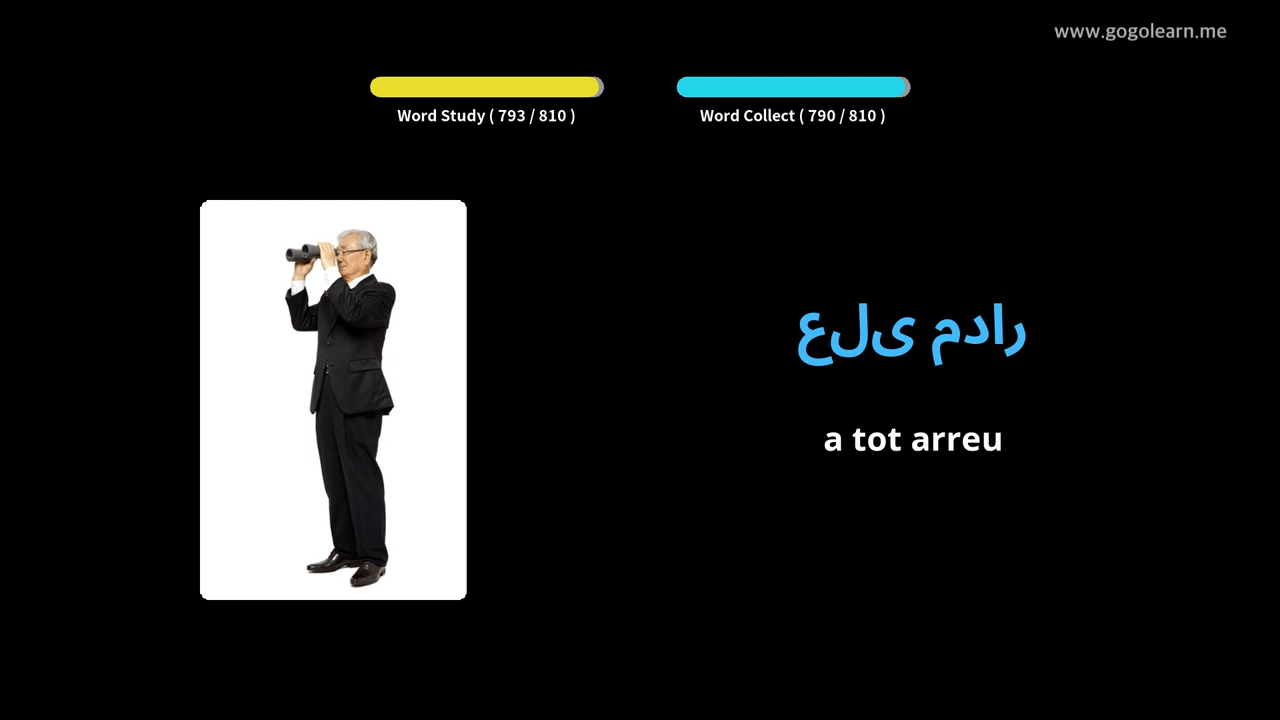 www.gogolearn.me
Word Study ( 793 / 810 )
Word Collect ( 790 / 810 )
على مدار
a tot arreu